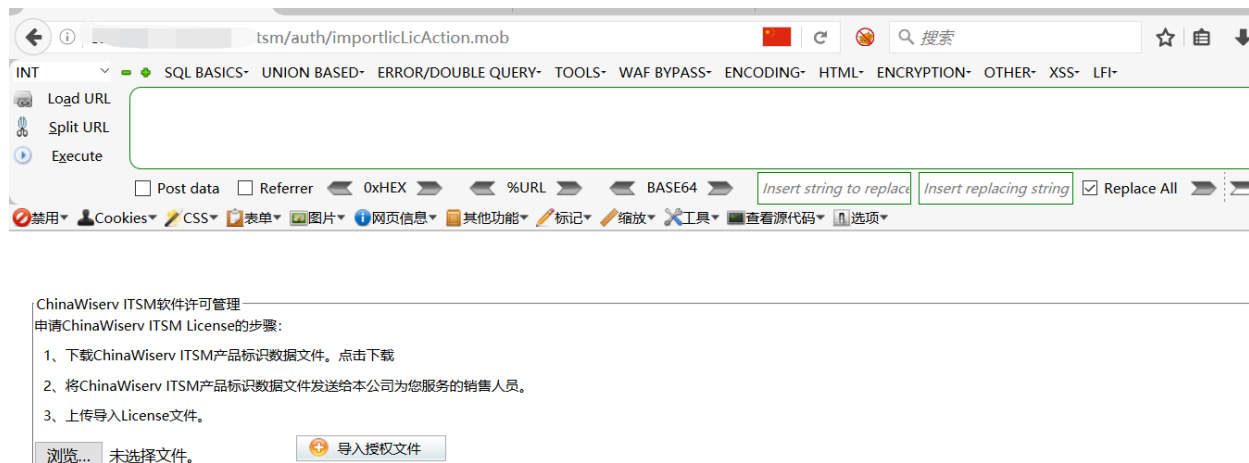 tsm/auth/importlicLicAction.mob 搜索
INT SQL BASICS UNION BASED ERROR/DOUBLE QUERY TOOLS WAF BYPASS ENCODING HTML ENCRYPTION OTHER XSS LFI
Load URL
Split URL
Execute
Post data Referrer 0xHEX %URL BASE64 Insert string to replace Insert replacing string Replace All
禁用 Cookies CSS 表单 图片 网页信息 其他功能 标记 缩放 工具 查看源代码 选项
ChinaWiserv ITSM软件许可管理
申请ChinaWiserv ITSM License的步骤:
1、下载ChinaWiserv ITSM产品标识数据文件。点击下载
2、将ChinaWiserv ITSM产品标识数据文件发送给本公司为您服务的销售人员。
3、上传导入License文件。
浏览... 未选择文件。 导入授权文件